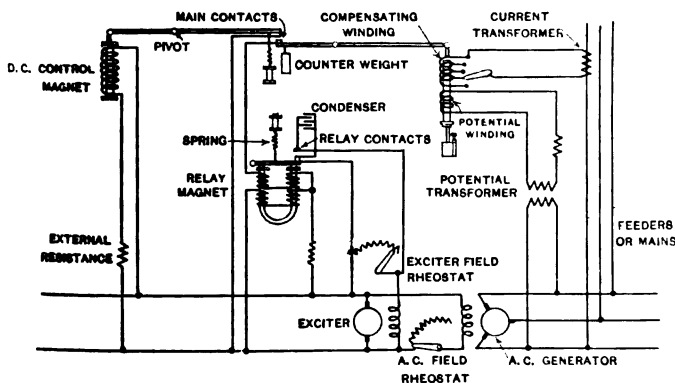 MAIN CONTACTS
COMPENSATING
WINDING
CURRENT
TRANSFORMER
PIVOT
D.C. CONTROL
MAGNET
COUNTER WEIGHT
CONDENSER
POTENTIAL
WINDING
SPRING
RELAY CONTACTS
RELAY
MAGNET
POTENTIAL
TRANSFORMER
EXTERNAL
RESISTANCE
FEEDERS
OR MAINS
EXCITER FIELD
RHEOSTAT
EXCITER
A.C. FIELD
RHEOSTAT
A.C. GENERATOR